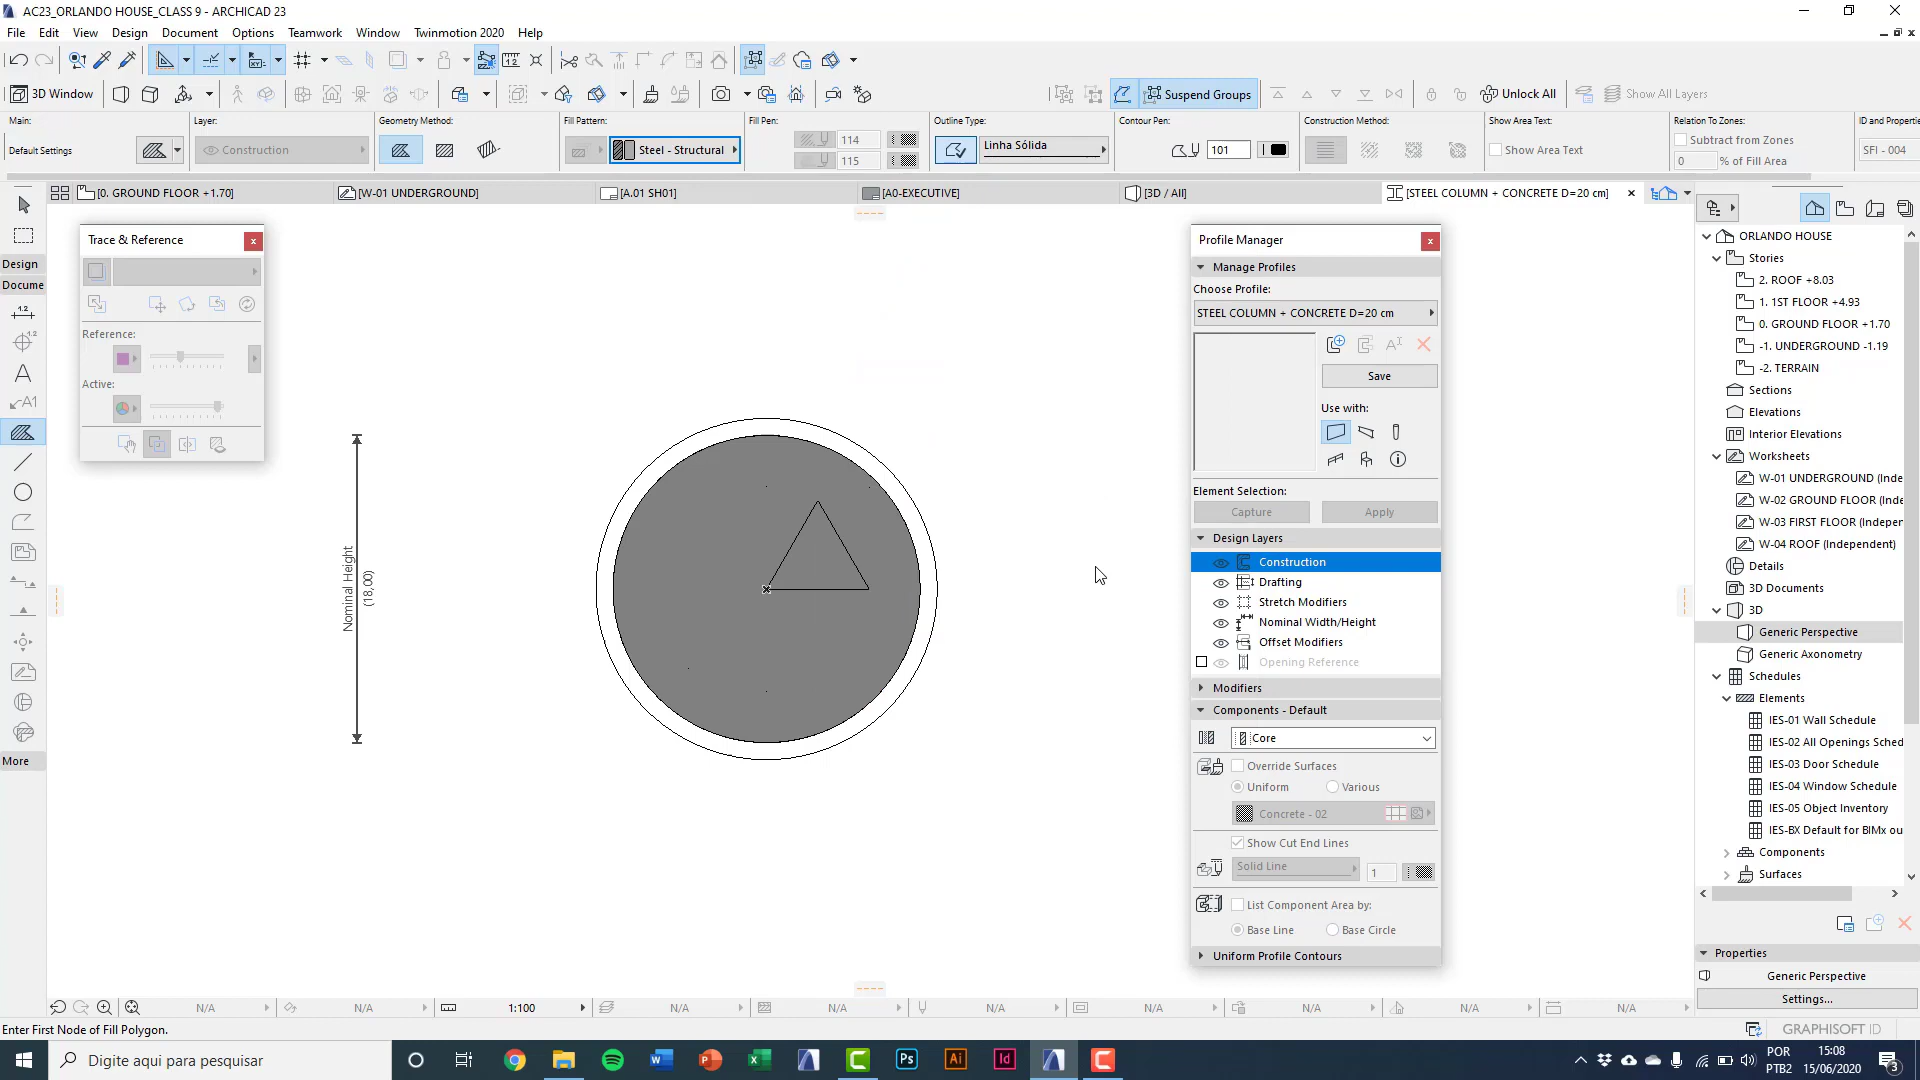 AC23_ORLANDO HOUSE_CLASS 9 - ARCHICAD 23
File Edit View Design Document Options Teamwork Window Twinmotion 2020 Help
3D Window
Suspend Groups
Unlock All
Show All Layers
Main:
Layer:
Geometry Method:
Fill Pattern:
Fill Pen:
Outline Type:
Contour Pen:
Construction Method:
Show Area Text:
Relation To Zones:
ID and Properti
Default Settings
Construction
Steel - Structural
114
115
Linha Sólida
101
Show Area Text
Subtract from Zones
0
% of Fill Area
SFI - 004
[0. GROUND FLOOR +1.70]
[W-01 UNDERGROUND]
[A.01 SH01]
[A0-EXECUTIVE]
[3D / All]
[STEEL COLUMN + CONCRETE D=20 cm]
Design
Docume
1.2
1.2
A
A1
More
Trace & Reference
Reference:
Active:
Nominal Height
(18,00)
Profile Manager
Manage Profiles
Choose Profile:
STEEL COLUMN + CONCRETE D=20 cm
Save
Use with:
Element Selection:
Capture
Apply
Design Layers
Construction
Drafting
Stretch Modifiers
Nominal Width/Height
Offset Modifiers
Opening Reference
Modifiers
Components - Default
Core
Override Surfaces
Uniform
Various
Concrete - 02
Show Cut End Lines
Solid Line
1
List Component Area by:
Base Line
Base Circle
Uniform Profile Contours
ORLANDO HOUSE
Stories
2. ROOF +8.03
1. 1ST FLOOR +4.93
0. GROUND FLOOR +1.70
-1. UNDERGROUND -1.19
-2. TERRAIN
Sections
Elevations
Interior Elevations
Worksheets
W-01 UNDERGROUND (Inde
W-02 GROUND FLOOR (Inde
W-03 FIRST FLOOR (Indepen
W-04 ROOF (Independent)
Details
3D Documents
3D
Generic Perspective
Generic Axonometry
Schedules
Elements
IES-01 Wall Schedule
IES-02 All Openings Sched
IES-03 Door Schedule
IES-04 Window Schedule
IES-05 Object Inventory
IES-BX Default for BIMx ou
Components
Surfaces
Properties
Generic Perspective
Settings...
GRAPHISOFT ID
N/A
N/A
1:100
N/A
N/A
N/A
N/A
N/A
N/A
N/A
Enter First Node of Fill Polygon.
Digite aqui para pesquisar
POR
PTB2
15:08
15/06/2020
3